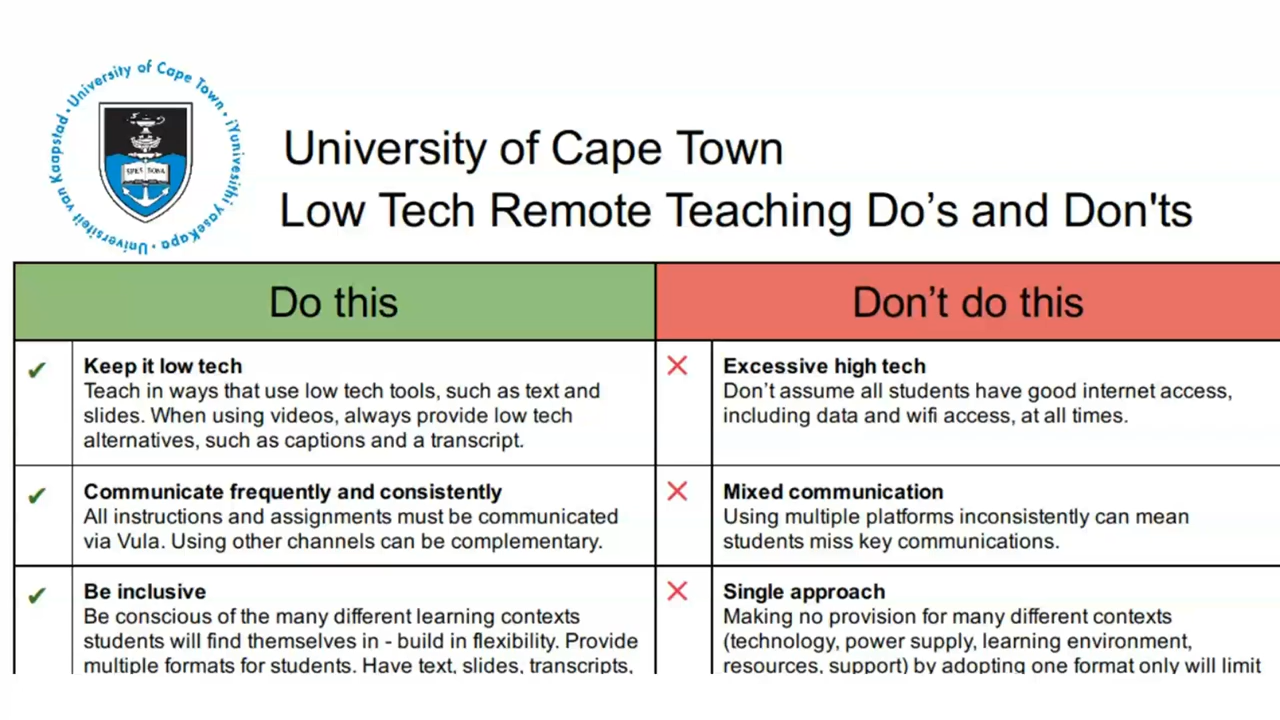 University of Cape Town · iYunivesithi yaseKapa · Universiteit van Kaapstad ·
SPES BONA
University of Cape Town
Low Tech Remote Teaching Do’s and Don'ts
Do this
Don’t do this
✔
Keep it low tech
Teach in ways that use low tech tools, such as text and
slides. When using videos, always provide low tech
alternatives, such as captions and a transcript.
Excessive high tech
Don’t assume all students have good internet access,
including data and wifi access, at all times.
✔
Communicate frequently and consistently
All instructions and assignments must be communicated
via Vula. Using other channels can be complementary.
Mixed communication
Using multiple platforms inconsistently can mean
students miss key communications.
✔
Be inclusive
Be conscious of the many different learning contexts
students will find themselves in - build in flexibility. Provide
multiple formats for students. Have text, slides, transcripts,
Single approach
Making no provision for many different contexts
(technology, power supply, learning environment,
resources, support) by adopting one format only will limit